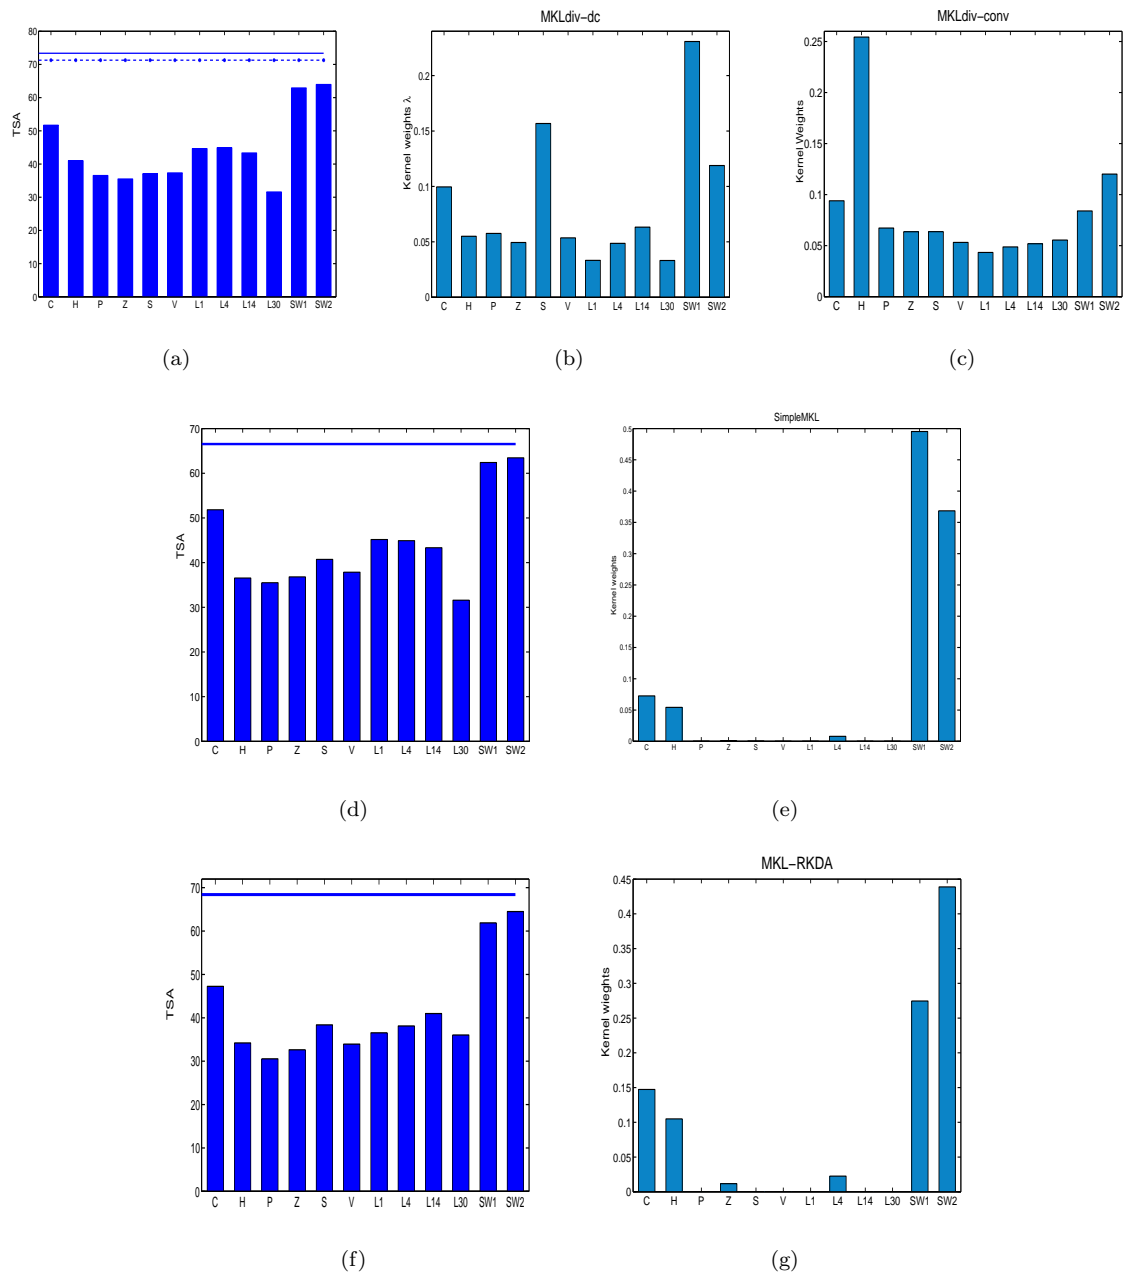 MKLdiv−dc
MKLdiv−conv
80
70
60
50
40
30
20
10
0
TSA
C H P Z S V L1 L4 L14 L30 SW1 SW2
0.2
0.15
0.1
0.05
0
Kernel weights λ
C H P Z S V L1 L4 L14 L30 SW1 SW2
0.25
0.2
0.15
0.1
0.05
0
Kernel Weights
C H P Z S V L1 L4 L14 L30 SW1 SW2
(a)
(b)
(c)
SimpleMKL
70
60
50
40
30
20
10
0
TSA
C H P Z S V L1 L4 L14 L30 SW1 SW2
0.5
0.45
0.4
0.35
0.3
0.25
0.2
0.15
0.1
0.05
0
Kernel weights
C H P Z S V L1 L4 L14 L30 SW1 SW2
(d)
(e)
MKL−RKDA
70
60
50
40
30
20
10
0
TSA
C H P Z S V L1 L4 L14 L30 SW1 SW2
0.45
0.4
0.35
0.3
0.25
0.2
0.15
0.1
0.05
0
Kernel wieghts
C H P Z S V L1 L4 L14 L30 SW1 SW2
(f)
(g)